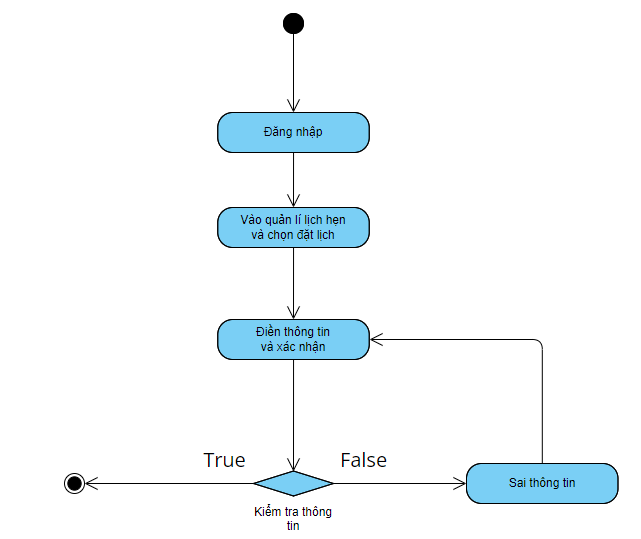 Đăng nhập
Vào quản lí lịch hẹn
và chọn đặt lịch
Điền thông tin
và xác nhận
True
False
Sai thông tin
Kiểm tra thông
tin